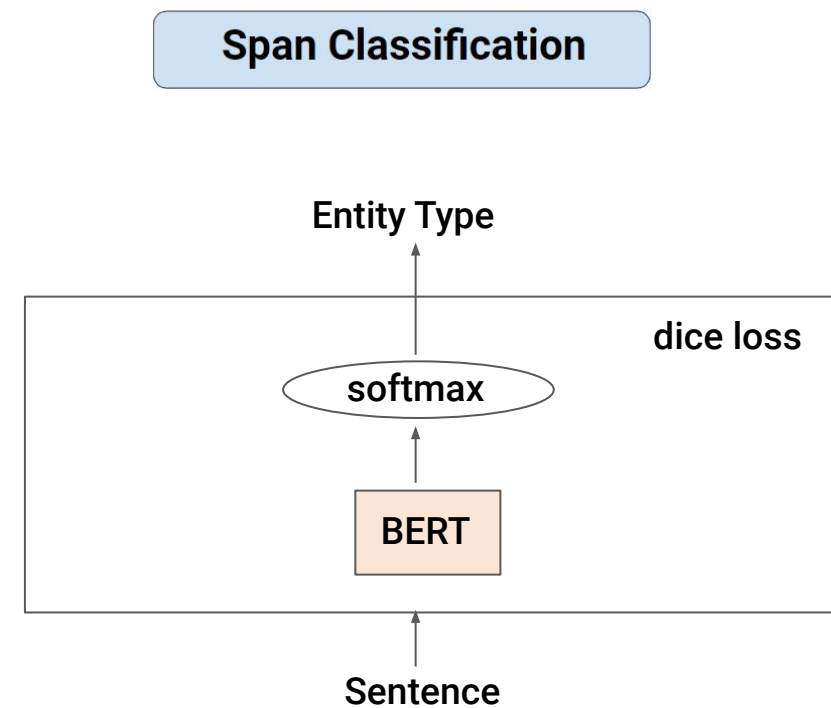 Span Classification
Entity Type
dice loss
softmax
BERT
Sentence